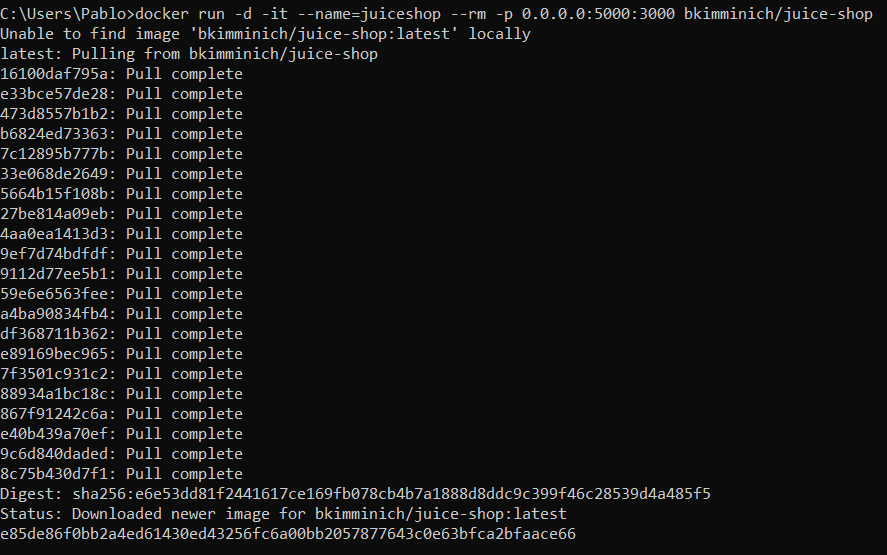 C:\Users\Pablo>docker run -d -it --name=juiceshop --rm -p 0.0.0.0:5000:3000 bkimminich/juice-shop
Unable to find image 'bkimminich/juice-shop:latest' locally
latest: Pulling from bkimminich/juice-shop
16100daf795a: Pull complete
e33bce57de28: Pull complete
473d8557b1b2: Pull complete
b6824ed73363: Pull complete
7c12895b777b: Pull complete
33e068de2649: Pull complete
5664b15f108b: Pull complete
27be814a09eb: Pull complete
4aa0ea1413d3: Pull complete
9ef7d74bdfdf: Pull complete
9112d77ee5b1: Pull complete
59e6e6563fee: Pull complete
a4ba90834fb4: Pull complete
df368711b362: Pull complete
e89169bec965: Pull complete
7f3501c931c2: Pull complete
88934a1bc18c: Pull complete
867f91242c6a: Pull complete
e40b439a70ef: Pull complete
9c6d840daded: Pull complete
8c75b430d7f1: Pull complete
Digest: sha256:e6e53dd81f2441617ce169fb078cb4b7a1888d8ddc9c399f46c28539d4a485f5
Status: Downloaded newer image for bkimminich/juice-shop:latest
e85de86f0bb2a4ed61430ed43256fc6a00bb2057877643c0e63bfca2bfaace66